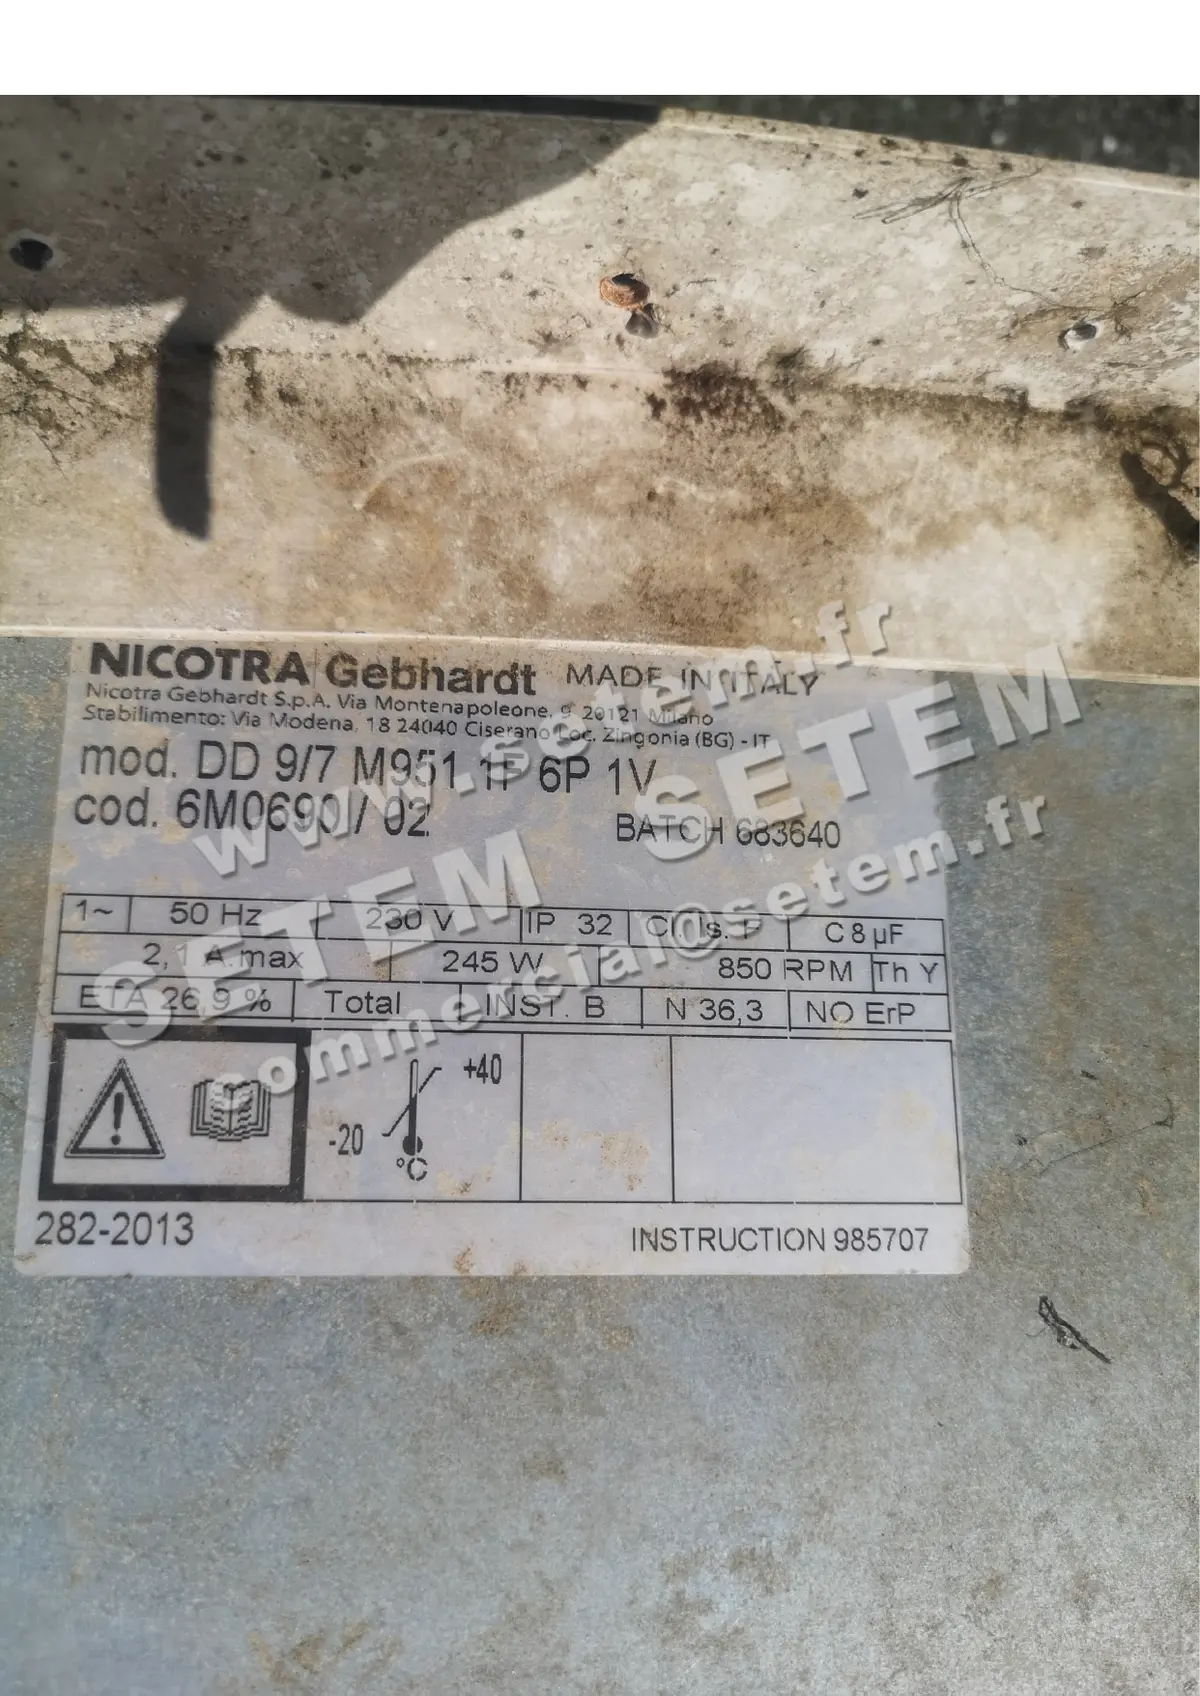 NICOTRA Gebhardt MADE IN ITALY
Nicotra Gebhardt S.p.A. Via Montenapoleone, 9 20121 Milano
Stabilimento: Via Modena, 18 24040 Ciserano Loc. Zingonia (BG) - IT
mod. DD 9/7 M951 1F 6P 1V
cod. 6M0690 / 02
BATCH 683640
1~ 50 Hz 230 V IP 32 Cl. Is. F C 8 µF
2,1 A max 245 W 850 RPM Th Y
ETA 26,9 % Total INST. B N 36,3 NO ErP
+40
-20
°C
282-2013 INSTRUCTION 985707
www.setem.fr
SETEM SETEM
commercial@setem.fr